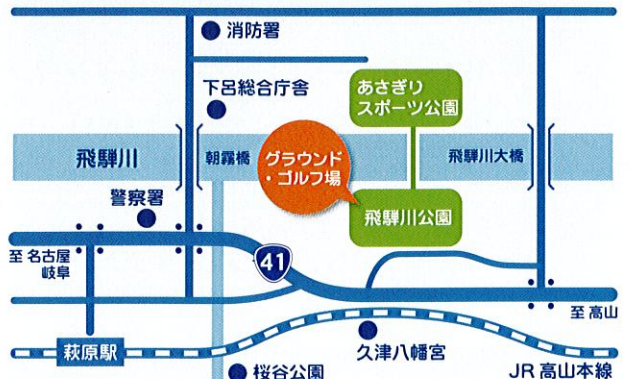 消防署
下呂総合庁舎
あさぎり
スポーツ公園
飛騨川
朝霧橋
グラウンド
・ゴルフ場
飛騨川大橋
警察署
飛騨川公園
至 名古屋
岐阜
41
至 高山
萩原駅
久津八幡宮
桜谷公園
JR 高山本線